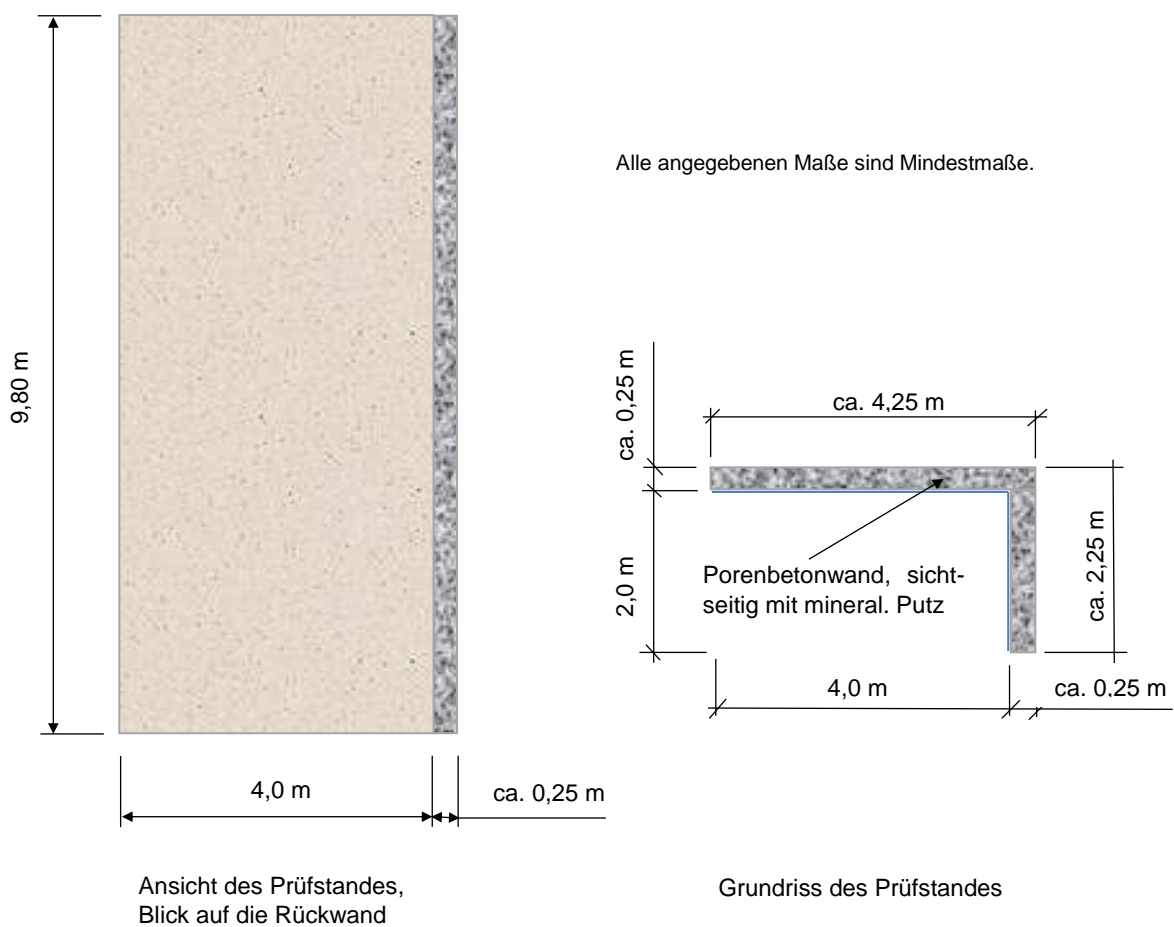 Alle angegebenen Maße sind Mindestmaße.
9,80 m
4,0 m
ca. 0,25 m
Ansicht des Prüfstandes,
Blick auf die Rückwand
ca. 0,25 m
ca. 4,25 m
2,0 m
Porenbetonwand, sicht-
seitig mit mineral. Putz
ca. 2,25 m
4,0 m
ca. 0,25 m
Grundriss des Prüfstandes